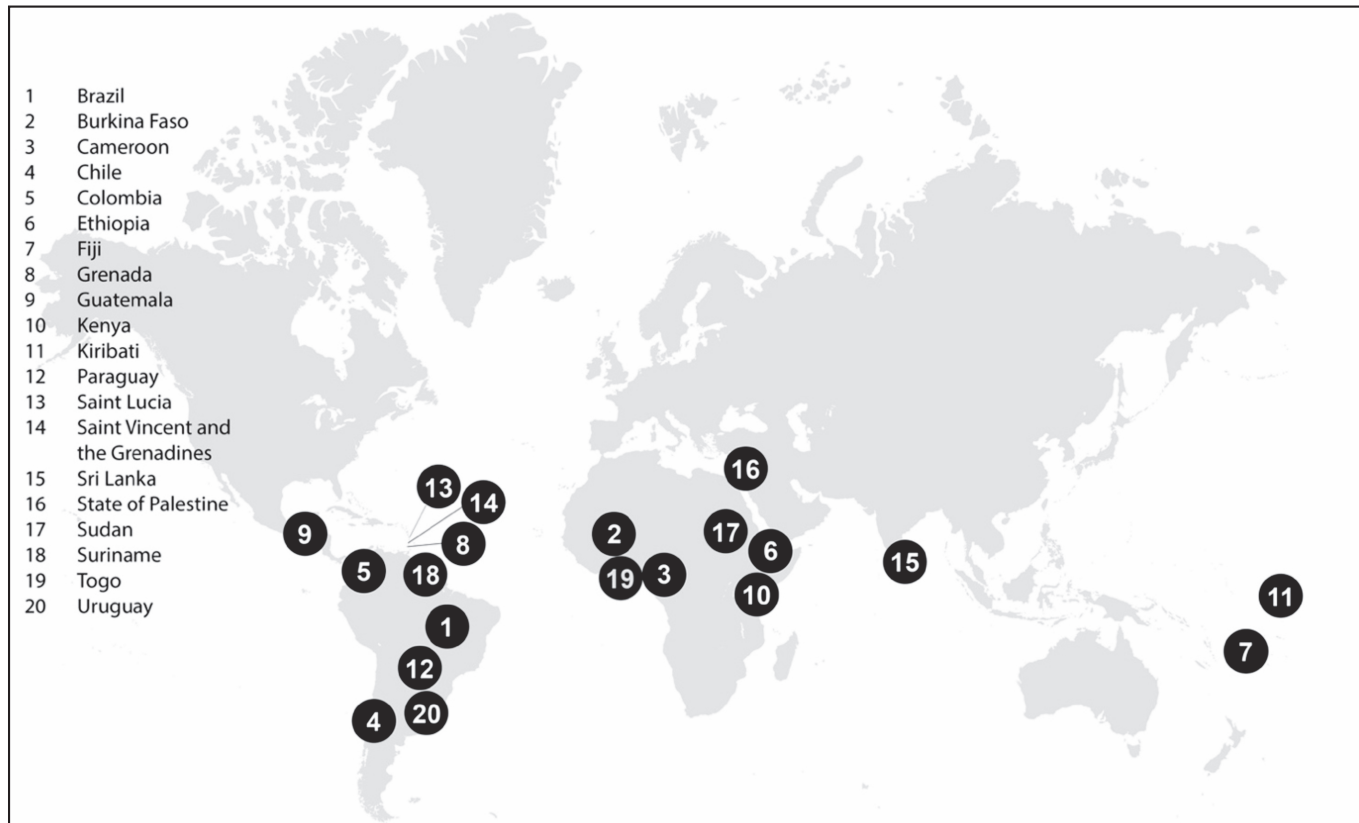 1 Brazil
2 Burkina Faso
3 Cameroon
4 Chile
5 Colombia
6 Ethiopia
7 Fiji
8 Grenada
9 Guatemala
10 Kenya
11 Kiribati
12 Paraguay
13 Saint Lucia
14 Saint Vincent and
the Grenadines
15 Sri Lanka
16 State of Palestine
17 Sudan
18 Suriname
19 Togo
20 Uruguay
16
13
14
9
8
2
17
6
15
5
18
19
3
10
11
1
7
12
20
4